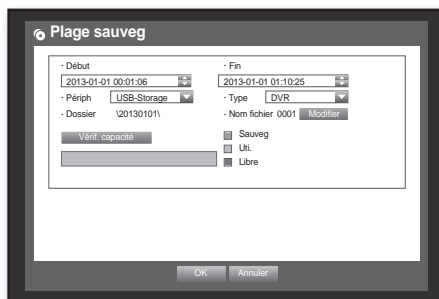 Plage sauveg
· Début · Fin
2013-01-01 00:01:06 2013-01-01 01:10:25
· Périph USB-Storage · Type DVR
· Dossier \20130101\ · Nom fichier 0001 Modifier
Vérif. capacité Sauveg
Uti.
Libre
OK Annuler